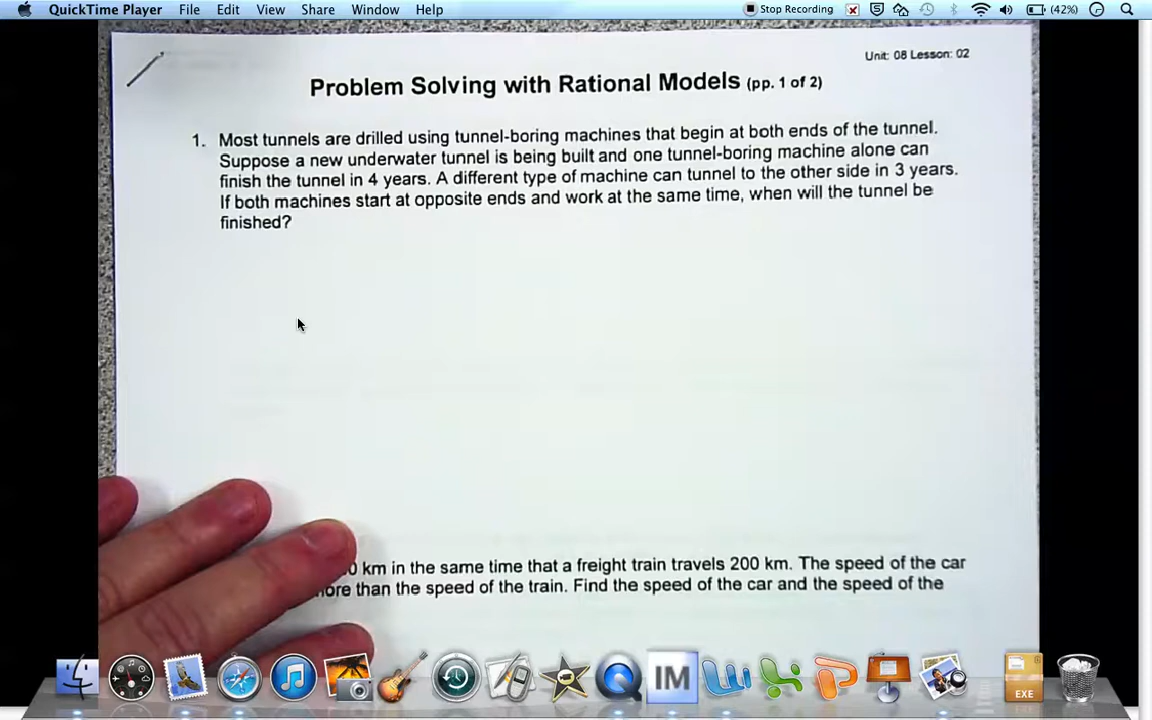 QuickTime Player File Edit View Share Window Help Stop Recording (42%)
Unit: 08 Lesson: 02
Problem Solving with Rational Models (pp. 1 of 2)
1. Most tunnels are drilled using tunnel-boring machines that begin at both ends of the tunnel.
Suppose a new underwater tunnel is being built and one tunnel-boring machine alone can
finish the tunnel in 4 years. A different type of machine can tunnel to the other side in 3 years.
If both machines start at opposite ends and work at the same time, when will the tunnel be
finished?
km in the same time that a freight train travels 200 km. The speed of the car
than the speed of the train. Find the speed of the car and the speed of the
IM
EXE